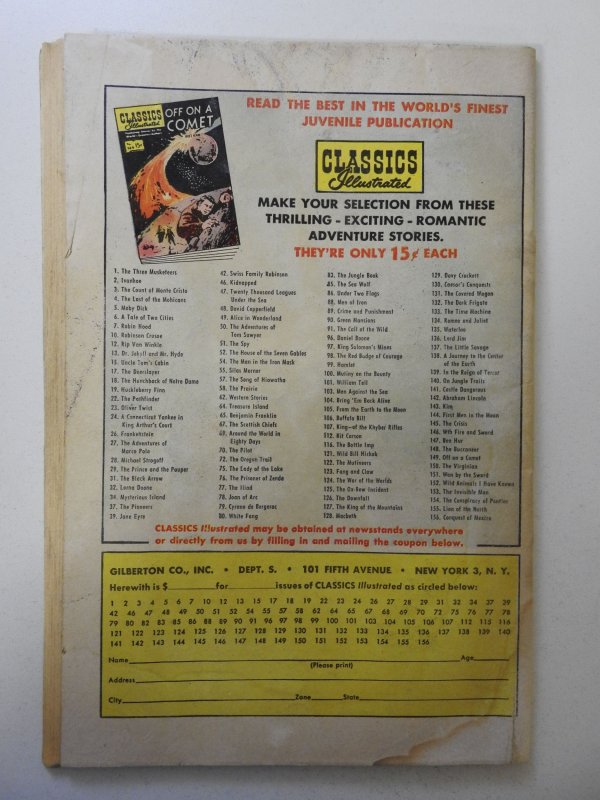 CLASSICS
Illustrated
OFF ON A
COMET
15¢
READ THE BEST IN THE WORLD'S FINEST
JUVENILE PUBLICATION
CLASSICS
Illustrated
MAKE YOUR SELECTION FROM THESE
THRILLING - EXCITING - ROMANTIC
ADVENTURE STORIES.
THEY'RE ONLY 15¢ EACH
1. The Three Musketeers
2. Ivanhoe
3. The Count of Monte Cristo
4. The Last of the Mohicans
5. Moby Dick
6. A Tale of Two Cities
7. Robin Hood
10. Robinson Crusoe
12. Rip Van Winkle
13. Dr. Jekyll and Mr. Hyde
15. Uncle Tom's Cabin
17. The Deerslayer
18. The Hunchback of Notre Dame
19. Huckleberry Finn
22. The Pathfinder
23. Oliver Twist
24. A Connecticut Yankee in
King Arthur's Court
26. Frankenstein
27. The Adventures of
Marco Polo
28. Michael Strogoff
29. The Prince and the Pauper
31. The Black Arrow
32. Lorna Doone
34. Mysterious Island
37. The Pioneers
39. Jane Eyre
42. Swiss Family Robinson
46. Kidnapped
47. Twenty Thousand Leagues
Under the Sea
48. David Copperfield
49. Alice in Wonderland
50. The Adventures of
Tom Sawyer
51. The Spy
52. The House of the Seven Gables
54. The Man in the Iron Mask
55. Silas Marner
57. The Song of Hiawatha
58. The Prairie
62. Western Stories
64. Treasure Island
65. Benjamin Franklin
67. The Scottish Chiefs
69. Around the World in
Eighty Days
70. The Pilot
72. The Oregon Trail
75. The Lady of the Lake
76. The Prisoner of Zenda
77. The Iliad
78. Joan of Arc
79. Cyrano de Bergerac
80. White Fang
83. The Jungle Book
85. The Sea Wolf
86. Under Two Flags
88. Men of Iron
89. Crime and Punishment
90. Green Mansions
91. The Call of the Wild
96. Daniel Boone
97. King Solomon's Mines
98. The Red Badge of Courage
99. Hamlet
100. Mutiny on the Bounty
101. William Tell
103. Men Against the Sea
104. Bring 'Em Back Alive
105. From the Earth to the Moon
106. Buffalo Bill
107. King—of the Khyber Rifles
112. Kit Carson
116. The Bottle Imp
121. Wild Bill Hickok
122. The Mutineers
123. Fang and Claw
124. The War of the Worlds
125. The Ox-Bow Incident
126. The Downfall
127. The King of the Mountains
128. Macbeth
129. Davy Crockett
130. Caesar's Conquests
131. The Covered Wagon
132. The Dark Frigate
133. The Time Machine
134. Romeo and Juliet
135. Waterloo
136. Lord Jim
137. The Little Savage
138. A Journey to the Center
of the Earth
139. In the Reign of Terror
140. On Jungle Trails
141. Castle Dangerous
142. Abraham Lincoln
143. Kim
144. First Men in the Moon
145. The Crisis
146. With Fire and Sword
147. Ben Hur
148. The Buccaneer
149. Off on a Comet
150. The Virginian
151. Won by the Sword
152. Wild Animals I Have Known
153. The Invisible Man
154. The Conspiracy of Pontiac
155. Lion of the North
156. Conquest of Mexico
CLASSICS Illustrated may be obtained at newsstands everywhere
or directly from us by filling in and mailing the coupon below.
GILBERTON CO., INC. • DEPT. S. • 101 FIFTH AVENUE • NEW YORK 3, N. Y.
Herewith is $ for issues of CLASSICS Illustrated as circled below:
1 2 3 4 5 6 7 10 12 13 15 17 18 19 22 23 24 26 27 28 29 31 32 34 37 39
42 46 47 48 49 50 51 52 54 55 57 58 62 64 65 67 69 70 72 75 76 77 78
79 80 83 85 86 88 89 90 91 96 97 98 99 100 101 103 104 105 106 107 112 116
121 122 123 124 125 126 127 128 129 130 131 132 133 134 135 136 137 138 139 140
141 142 143 144 145 146 147 148 149 150 151 152 153 154 155 156
Name Age
(Please print)
Address
City Zone State